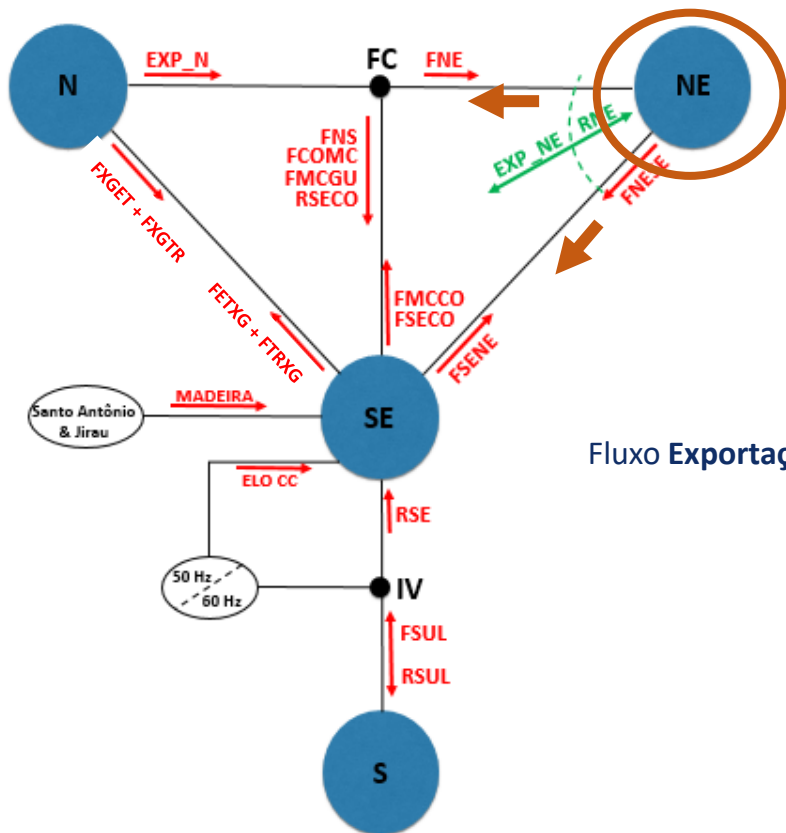 EXP_N
FC
FNE
N
NE
FNS
FCOMC
FMCGU
RSECO
EXP_NE
RNE
FNESE
FXGET + FXGTR
FETXG + FTRXG
FMCCO
FSECO
FSENE
MADEIRA
Santo Antônio
& Jirau
SE
ELO CC
Fluxo Exportaç
RSE
50 Hz
60 Hz
IV
FSUL
RSUL
S